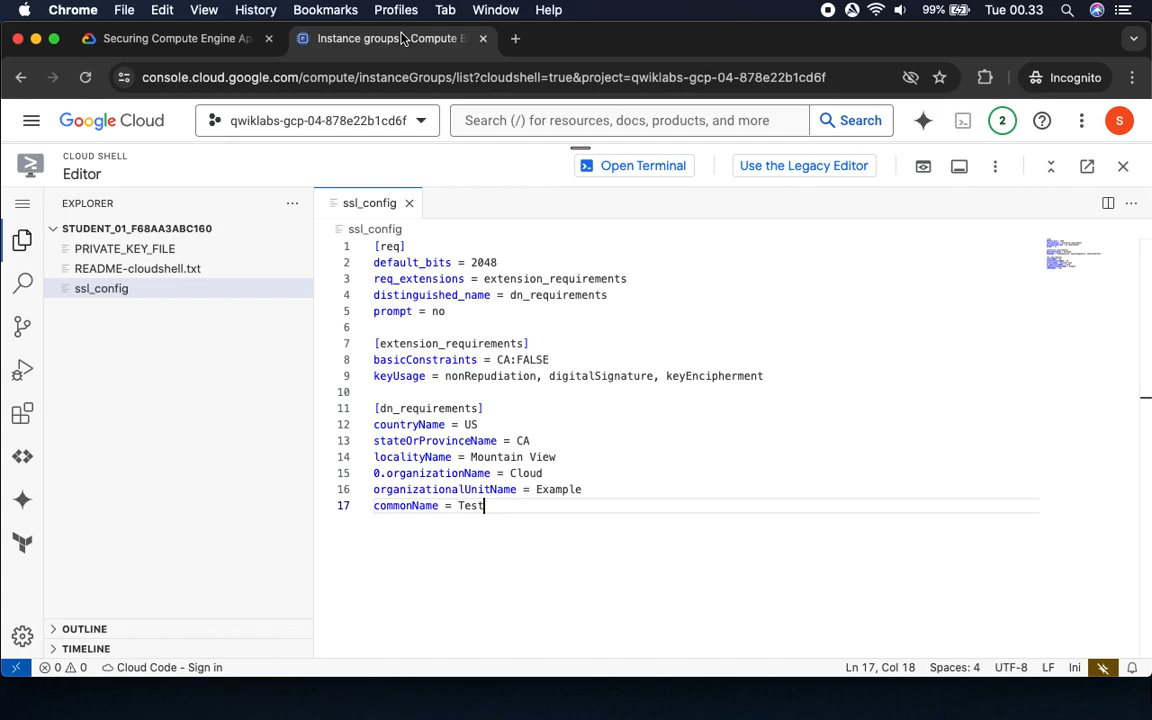 Chrome File Edit View History Bookmarks Profiles Tab Window Help 99% Tue 00.33
Securing Compute Engine Ap
Instance groups Compute E
console.cloud.google.com/compute/instanceGroups/list?cloudshell=true&project=qwiklabs-gcp-04-878e22b1cd6f
Incognito
Google Cloud
qwiklabs-gcp-04-878e22b1cd6f
Search (/) for resources, docs, products, and more
Search
2
S
CLOUD SHELL
Editor
Open Terminal
Use the Legacy Editor
EXPLORER
STUDENT_01_F68AA3ABC160
PRIVATE_KEY_FILE
README-cloudshell.txt
ssl_config
OUTLINE
TIMELINE
ssl_config
ssl_config
1 [req]
2 default_bits = 2048
3 req_extensions = extension_requirements
4 distinguished_name = dn_requirements
5 prompt = no
6
7 [extension_requirements]
8 basicConstraints = CA:FALSE
9 keyUsage = nonRepudiation, digitalSignature, keyEncipherment
10
11 [dn_requirements]
12 countryName = US
13 stateOrProvinceName = CA
14 localityName = Mountain View
15 0.organizationName = Cloud
16 organizationalUnitName = Example
17 commonName = Test
0 0 Cloud Code - Sign in
Ln 17, Col 18 Spaces: 4 UTF-8 LF Ini